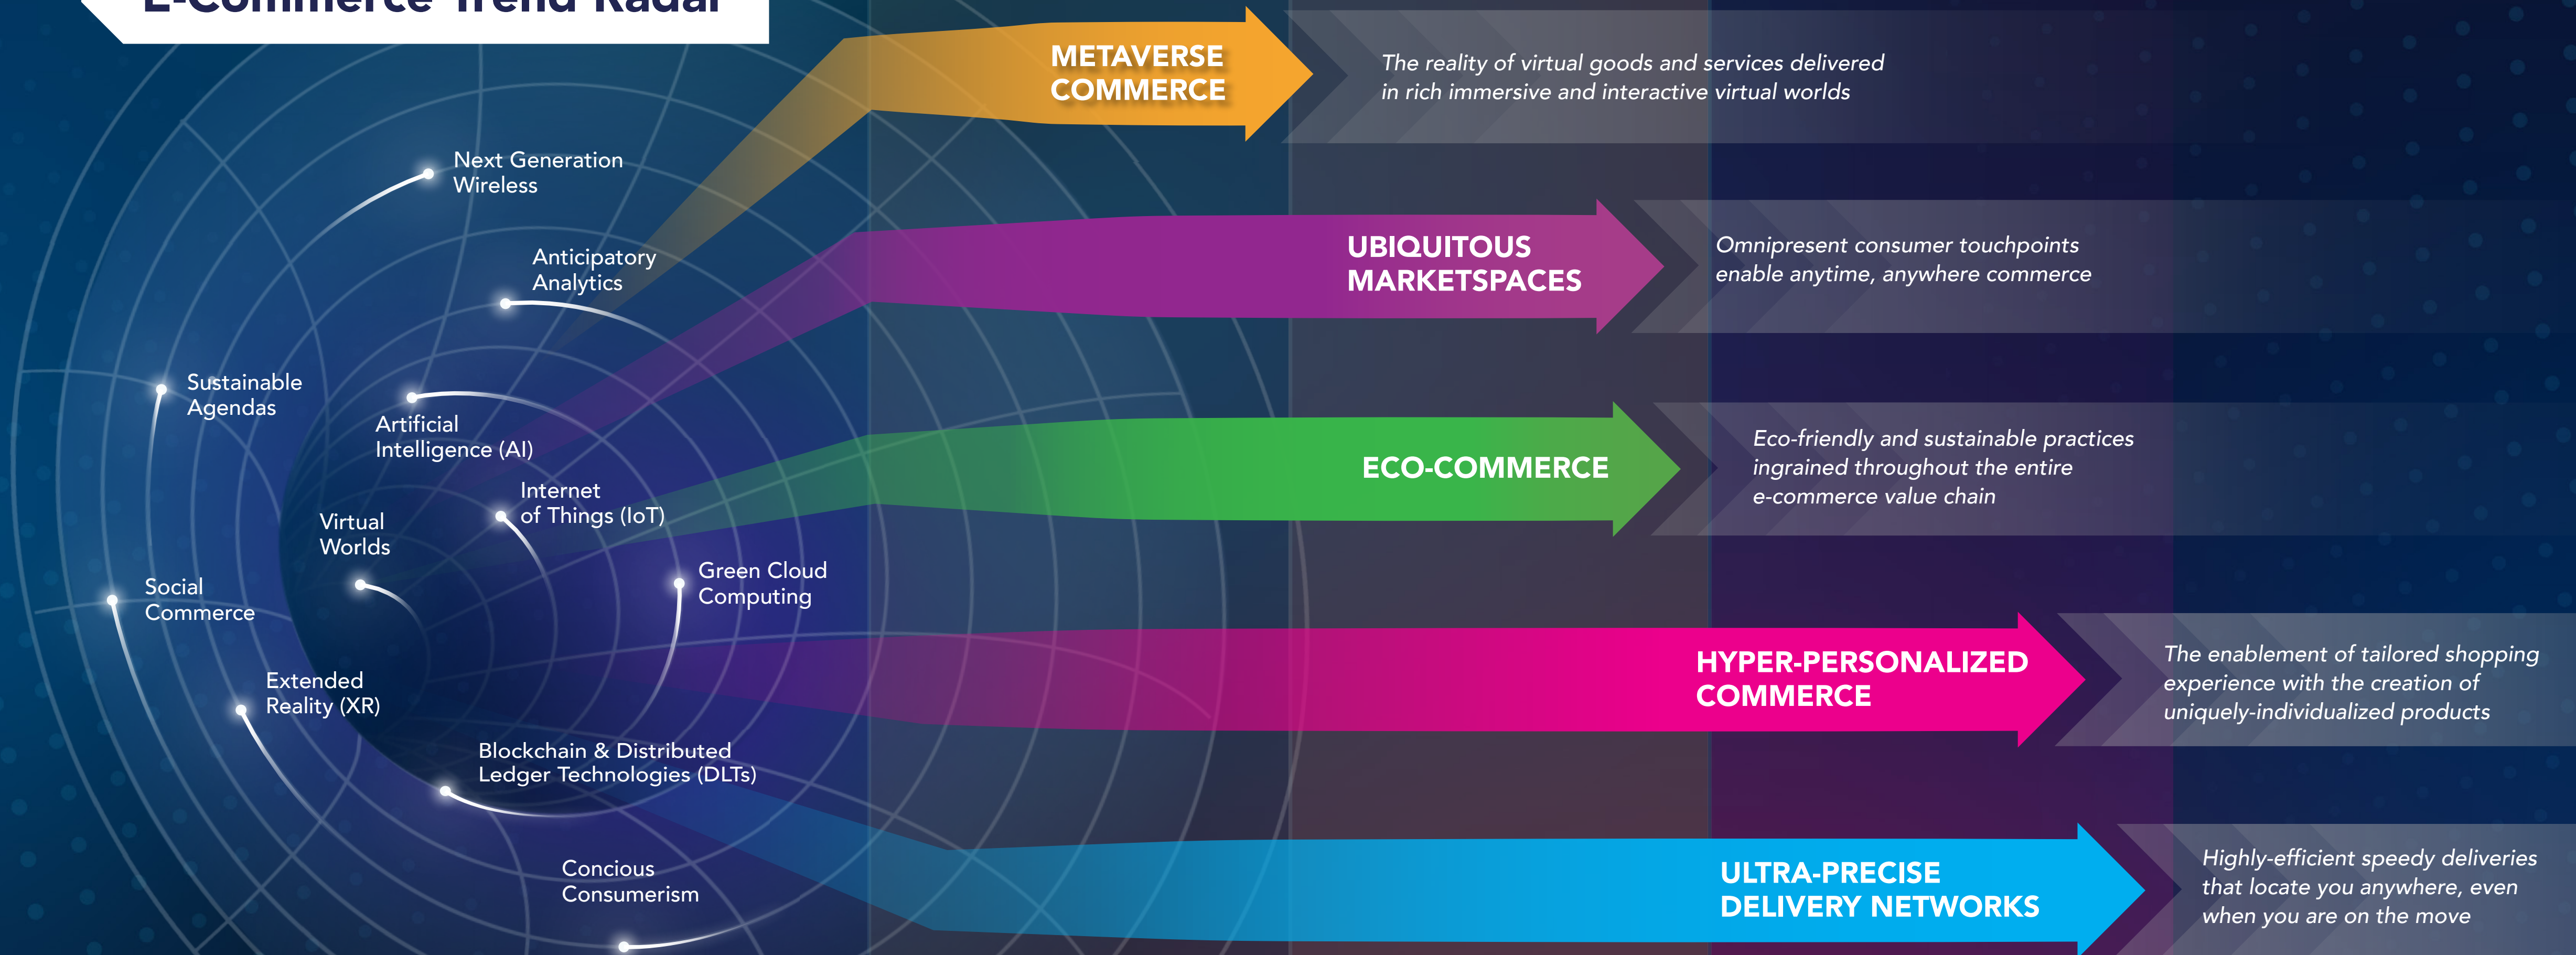 E-Commerce Trend Radar
METAVERSE
COMMERCE
The reality of virtual goods and services delivered
in rich immersive and interactive virtual worlds
Next Generation
Wireless
Anticipatory
Analytics
UBIQUITOUS
MARKETSPACES
Omnipresent consumer touchpoints
enable anytime, anywhere commerce
Sustainable
Agendas
Artificial
Intelligence (AI)
ECO-COMMERCE
Eco-friendly and sustainable practices
ingrained throughout the entire
e-commerce value chain
Internet
of Things (IoT)
Virtual
Worlds
Social
Commerce
Green Cloud
Computing
Extended
Reality (XR)
HYPER-PERSONALIZED
COMMERCE
The enablement of tailored shopping
experience with the creation of
uniquely-individualized products
Blockchain & Distributed
Ledger Technologies (DLTs)
Concious
Consumerism
ULTRA-PRECISE
DELIVERY NETWORKS
Highly-efficient speedy deliveries
that locate you anywhere, even
when you are on the move